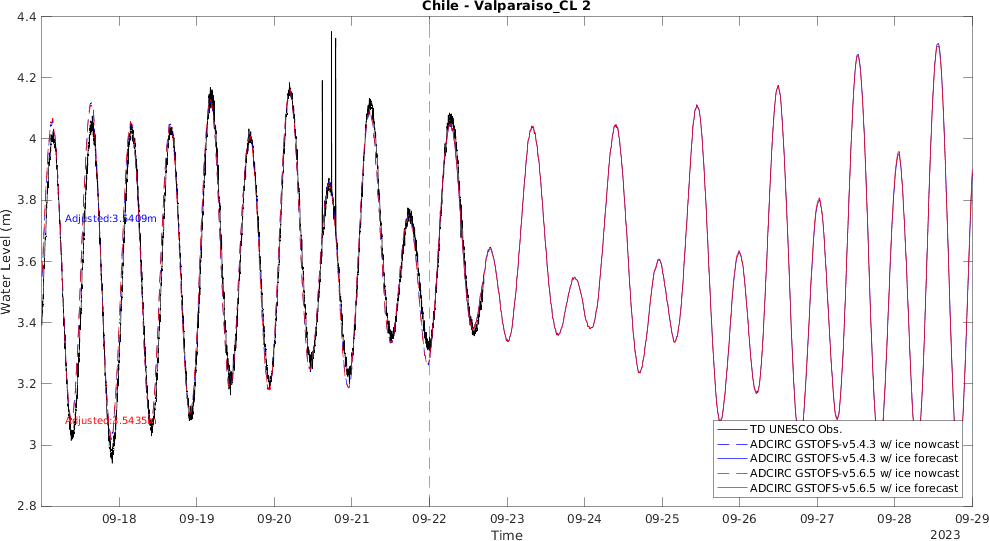 Chile - Valparaiso_CL 2
Water Level (m)
4.4
4.2
4
3.8
3.6
3.4
3.2
3
2.8
Adjusted:3.5409m
Adjusted:3.5435m
TD UNESCO Obs.
ADCIRC GSTOFS-v5.4.3 w/ ice nowcast
ADCIRC GSTOFS-v5.4.3 w/ ice forecast
ADCIRC GSTOFS-v5.6.5 w/ ice nowcast
ADCIRC GSTOFS-v5.6.5 w/ ice forecast
09-18 09-19 09-20 09-21 09-22 09-23 09-24 09-25 09-26 09-27 09-28 09-29
Time
2023